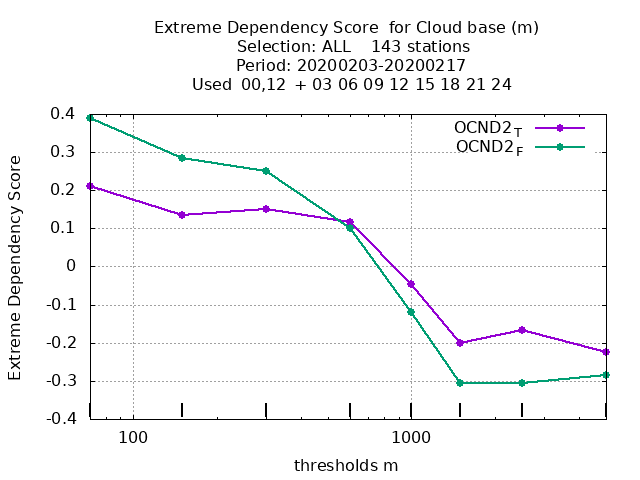 Extreme Dependency Score  for Cloud base (m)
Selection: ALL    143 stations
Period: 20200203-20200217
Used  00,12  + 03 06 09 12 15 18 21 24
OCND2T
OCND2F
0.4
0.3
0.2
0.1
0
-0.1
-0.2
-0.3
-0.4
Extreme Dependency Score
100 1000
thresholds m